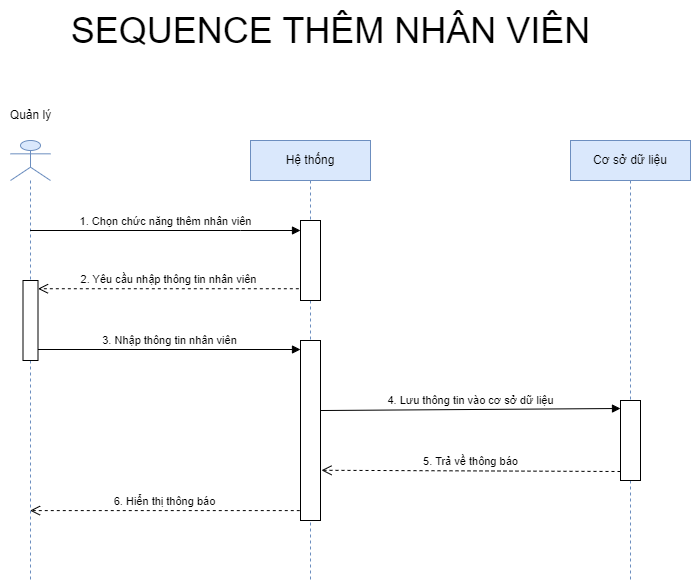 SEQUENCE THÊM NHÂN VIÊN
Quản lý
Hệ thống
Cơ sở dữ liệu
1. Chọn chức năng thêm nhân viên
2. Yêu cầu nhập thông tin nhân viên
3. Nhập thông tin nhân viên
4. Lưu thông tin vào cơ sở dữ liệu
5. Trả về thông báo
6. Hiển thị thông báo